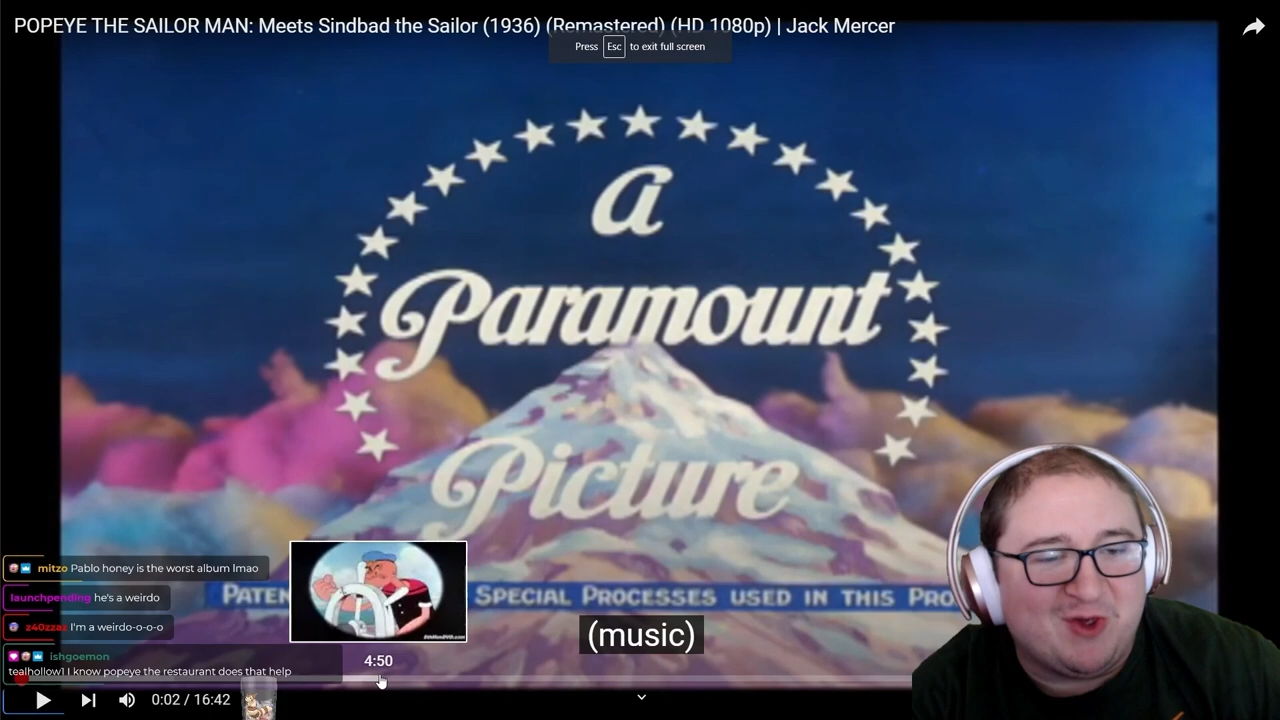 POPEYE THE SAILOR MAN: Meets Sindbad the Sailor (1936) (Remastered) (HD 1080p) | Jack Mercer
Press Esc to exit full screen
a
Paramount
Picture
PATEN
SPECIAL PROCESSES USED IN THIS PRO
mitzo Pablo honey is the worst album lmao
launchpending he's a weirdo
z40zzaz I'm a weirdo-o-o-o
ishgoemon
tealhollow1 I know popeye the restaurant does that help
(music)
4:50
0:02 / 16:42